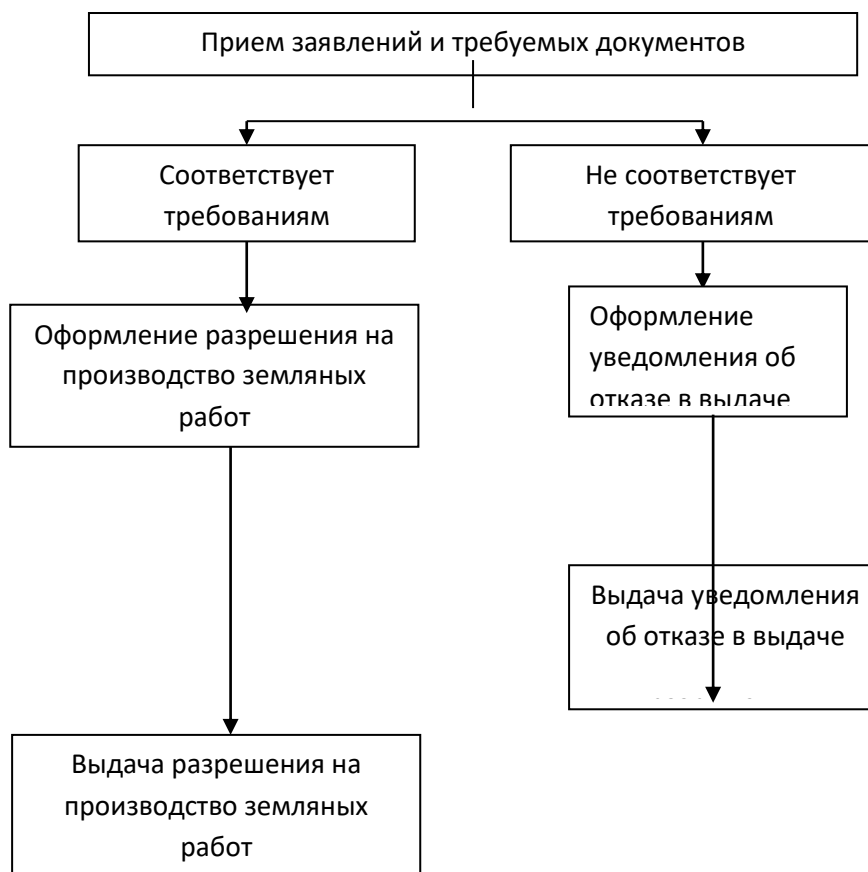 Прием заявлений и требуемых документов
Соответствует
требованиям
Не соответствует
требованиям
Оформление разрешения на
производство земляных
работ
Оформление
уведомления об
отказе в выдаче
Выдача уведомления
об отказе в выдаче
Выдача разрешения на
производство земляных
работ